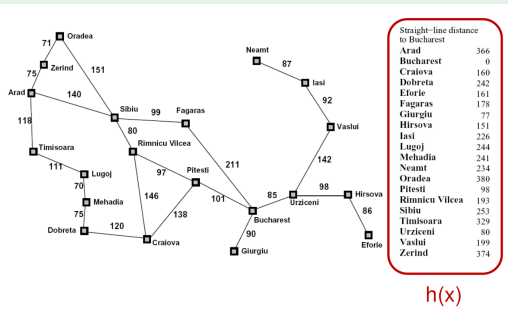 Oradea
71
Neamt
87
Zerind
151
75
Iasi
Arad
140
92
Sibiu
99
Fagaras
118
80
Vaslui
Rimnicu Vilcea
Timisoara
142
111
Lugoj
97
Pitesti
211
70
98
Hirsova
85
146
101
Urziceni
Mehadia
138
86
75
Bucharest
120
Dobreta
90
Craiova
Eforie
Giurgiu
Straight−line distance
to Bucharest
Arad 366
Bucharest 0
Craiova 160
Dobreta 242
Eforie 161
Fagaras 178
Giurgiu 77
Hirsova 151
Iasi 226
Lugoj 244
Mehadia 241
Neamt 234
Oradea 380
Pitesti 98
Rimnicu Vilcea 193
Sibiu 253
Timisoara 329
Urziceni 80
Vaslui 199
Zerind 374
h(x)